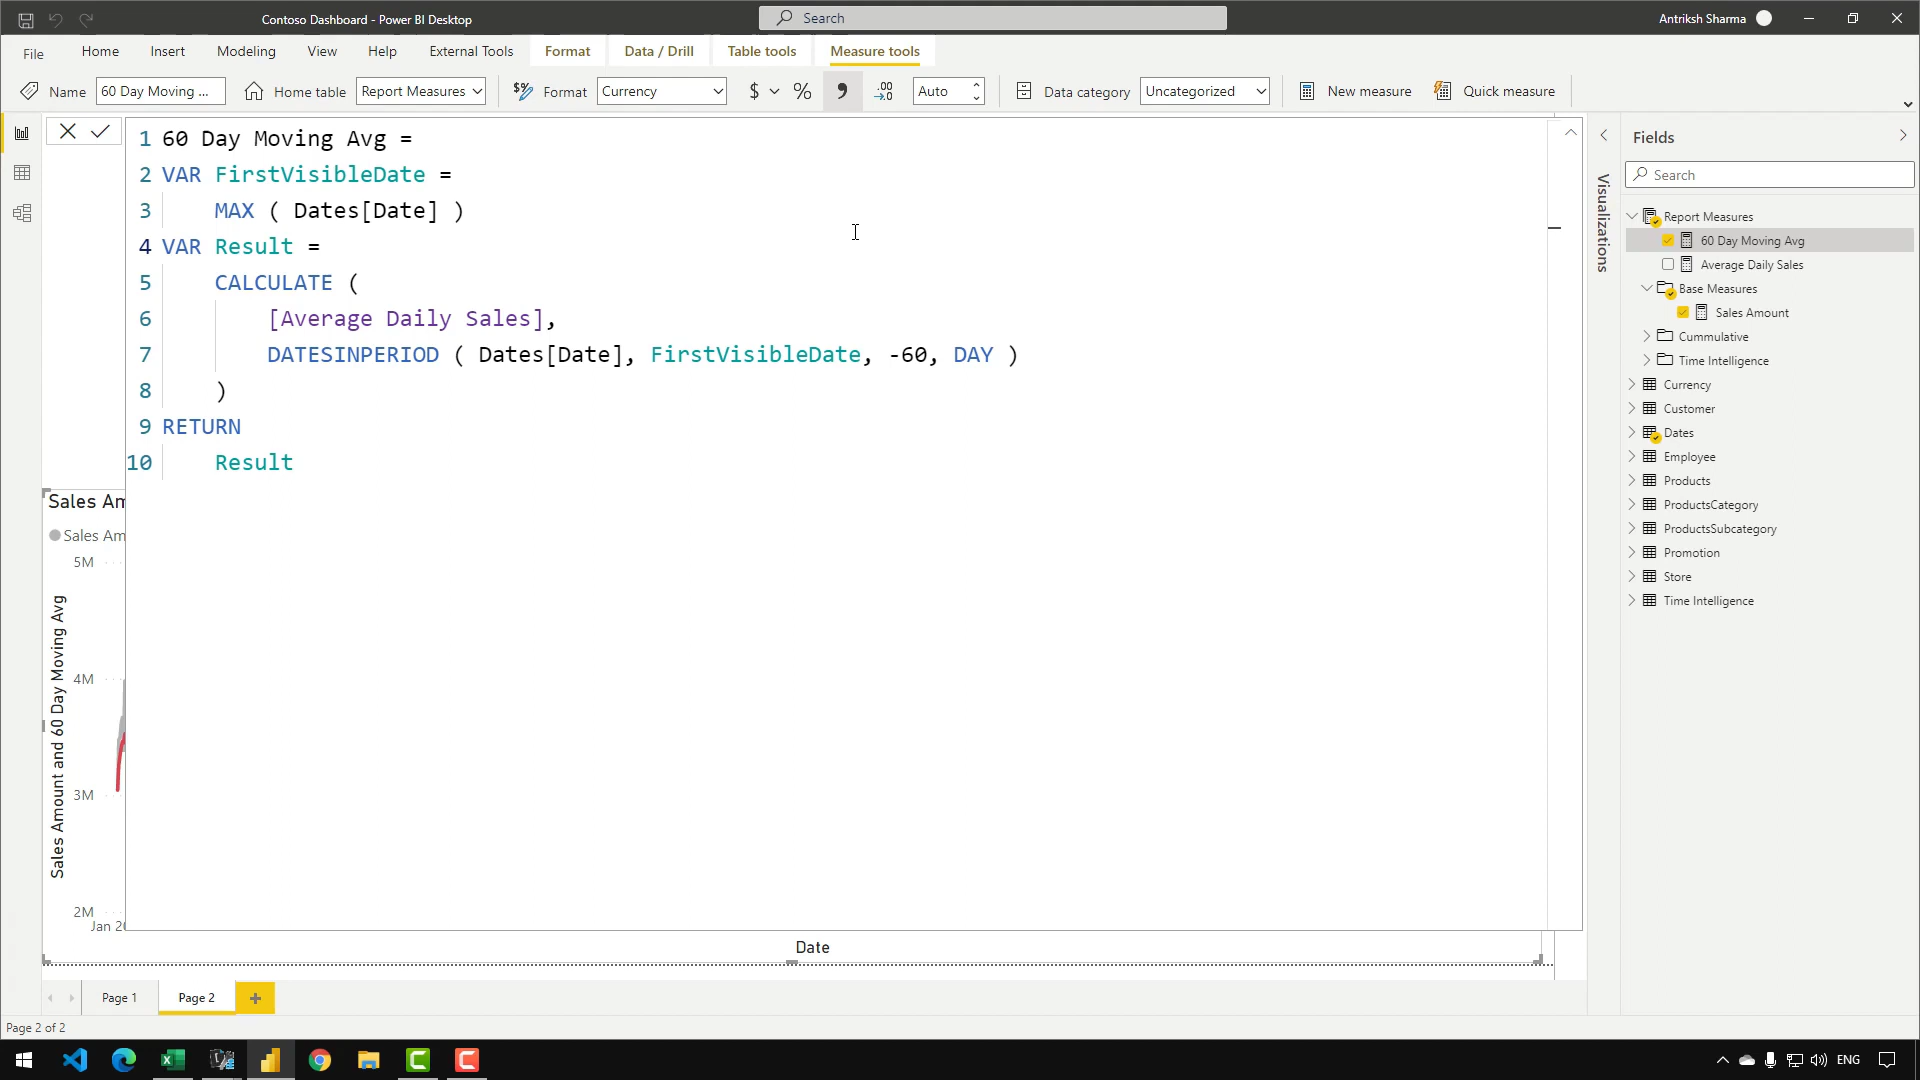 Contoso Dashboard - Power BI Desktop
Search
Antriksh Sharma
File
Home
Insert
Modeling
View
Help
External Tools
Format
Data / Drill
Table tools
Measure tools
Name
60 Day Moving ...
Home table
Report Measures
Format
Currency
$
%
Auto
Data category
Uncategorized
New measure
Quick measure
1 60 Day Moving Avg =
2 VAR FirstVisibleDate =
3 MAX ( Dates[Date] )
4 VAR Result =
5 CALCULATE (
6 [Average Daily Sales],
7 DATESINPERIOD ( Dates[Date], FirstVisibleDate, -60, DAY )
8 )
9 RETURN
10 Result
Sales Am
Sales Am
5M
4M
3M
2M
Sales Amount and 60 Day Moving Avg
Jan 20
Date
Visualizations
Fields
Search
Report Measures
60 Day Moving Avg
Average Daily Sales
Base Measures
Sales Amount
Cummulative
Time Intelligence
Currency
Customer
Dates
Employee
Products
ProductsCategory
ProductsSubcategory
Promotion
Store
Time Intelligence
Page 1
Page 2
Page 2 of 2
ENG